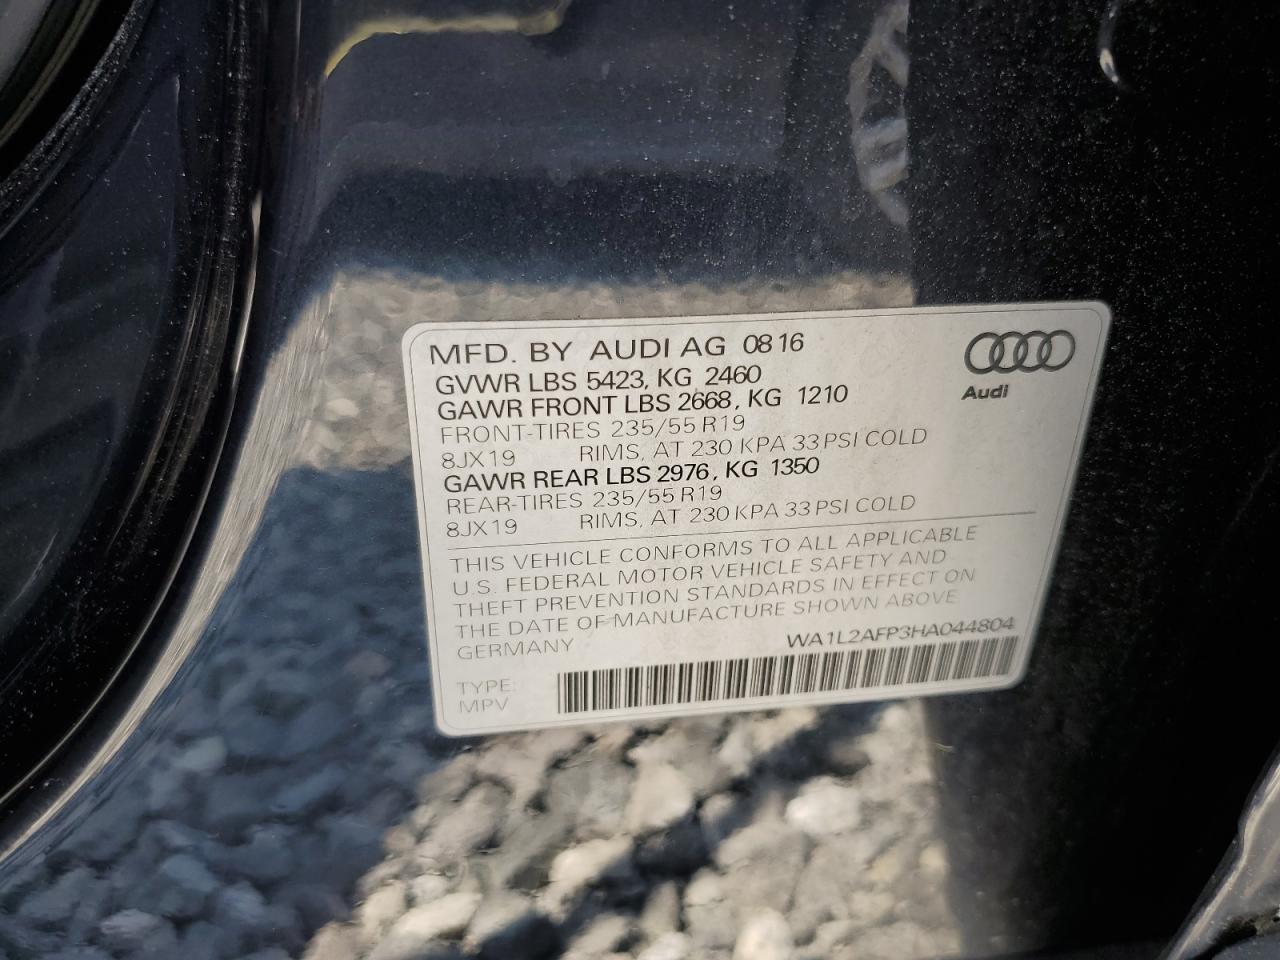 MFD. BY AUDI AG 0816
GVWR LBS 5423, KG 2460
GAWR FRONT LBS 2668, KG 1210
FRONT-TIRES 235/55 R19
8JX19 RIMS, AT 230 KPA 33 PSI COLD
GAWR REAR LBS 2976, KG 1350
REAR-TIRES 235/55 R19
8JX19 RIMS, AT 230 KPA 33 PSI COLD
Audi
THIS VEHICLE CONFORMS TO ALL APPLICABLE
U.S. FEDERAL MOTOR VEHICLE SAFETY AND
THEFT PREVENTION STANDARDS IN EFFECT ON
THE DATE OF MANUFACTURE SHOWN ABOVE
GERMANY WA1L2AFP3HA044804
TYPE:
MPV